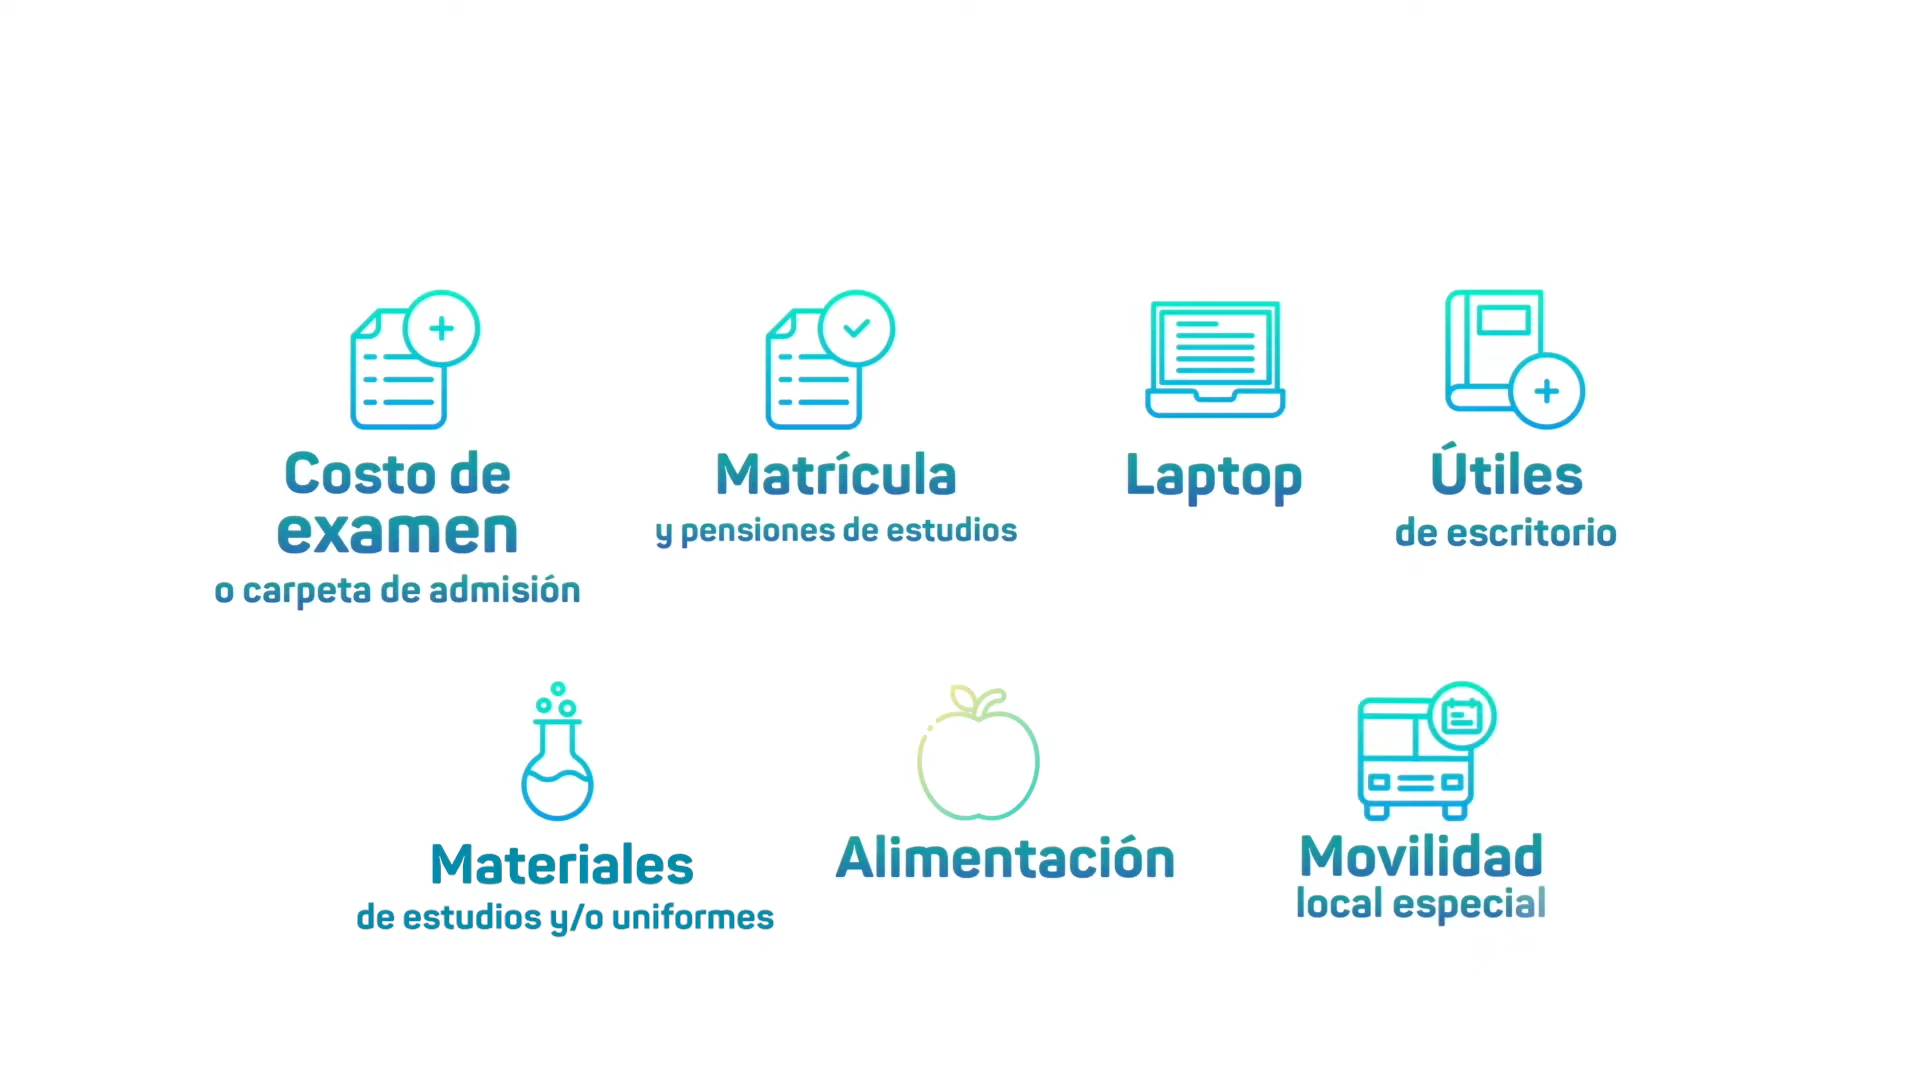 Costo de
examen
o carpeta de admisión
Matrícula
y pensiones de estudios
Laptop
Útiles
de escritorio
Materiales
de estudios y/o uniformes
Alimentación
Movilidad
local especial